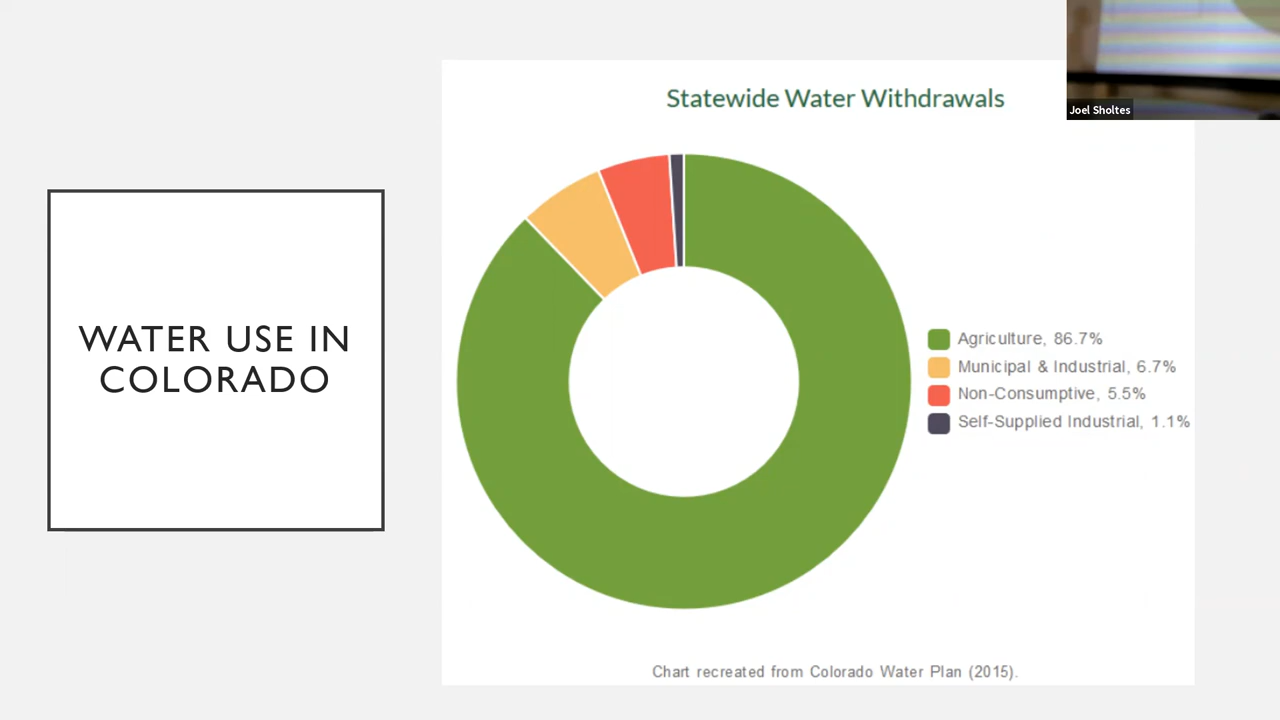 Statewide Water Withdrawals
Joel Sholtes
WATER USE IN
COLORADO
Agriculture, 86.7%
Municipal & Industrial, 6.7%
Non-Consumptive, 5.5%
Self-Supplied Industrial, 1.1%
Chart recreated from Colorado Water Plan (2015).